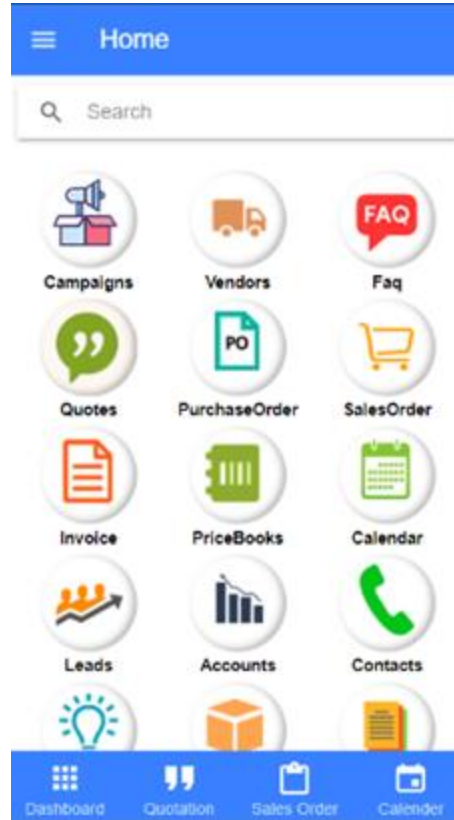 Home
Search
FAQ
Campaigns Vendors Faq
PO
Quotes PurchaseOrder SalesOrder
Invoice PriceBooks Calendar
Leads Accounts Contacts
Dashboard Quotation Sales Order Calender